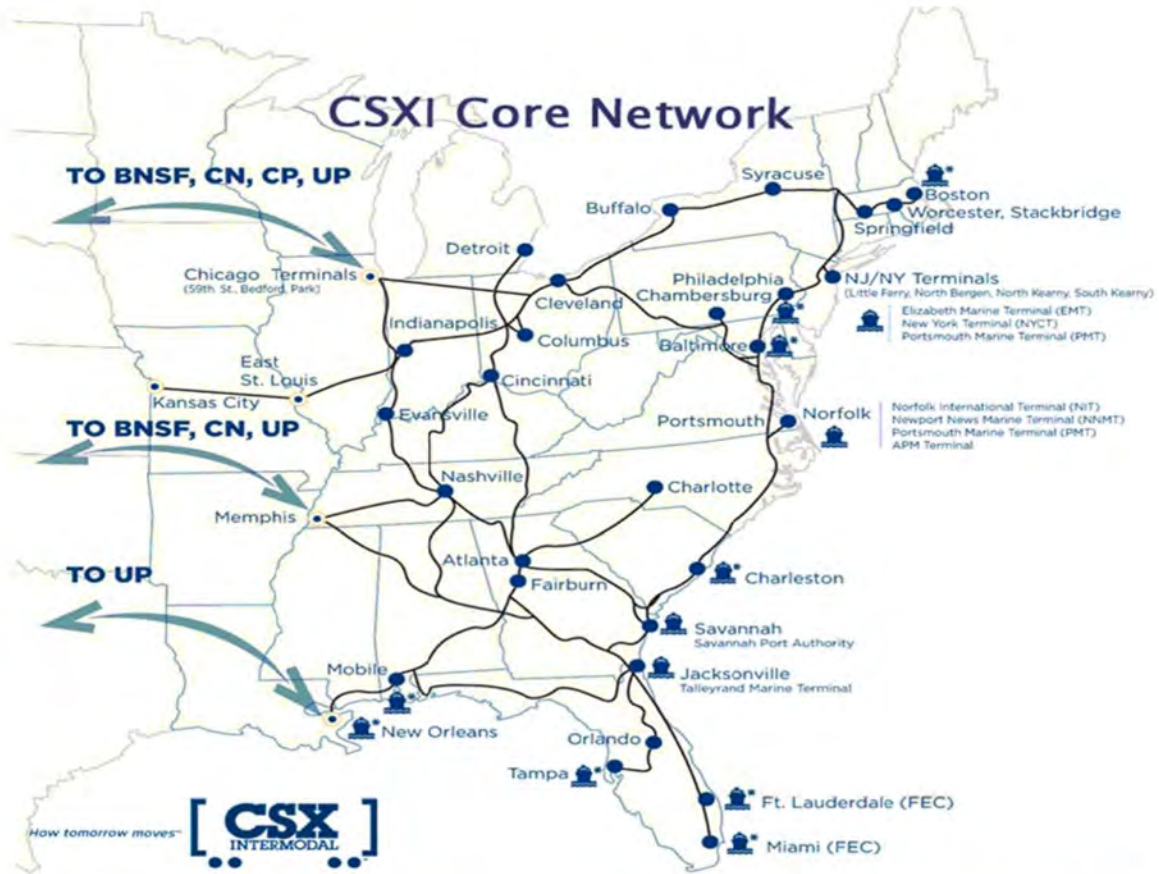 CSXI Core Network
TO BNSF, CN, CP, UP
Syracuse
Boston
Buffalo
Worcester, Stackbridge
Springfield
Detroit
Chicago Terminals
(59th St., Bedford, Park)
Cleveland
Philadelphia
Chambersburg
NJ/NY Terminals
(Little Ferry, North Bergen, North Kearny, South Kearny)
Elizabeth Marine Terminal (EMT)
New York Terminal (NYCT)
Portsmouth Marine Terminal (PMT)
Indianapolis
Columbus
Baltimore
East
St. Louis
Cincinnati
Kansas City
Evansville
Portsmouth
Norfolk
Norfolk International Terminal (NIT)
Newport News Marine Terminal (NNMT)
Portsmouth Marine Terminal (PMT)
APM Terminal
TO BNSF, CN, UP
Nashville
Charlotte
Memphis
Atlanta
Fairburn
Charleston
TO UP
Savannah
Savannah Port Authority
Mobile
Jacksonville
Talleyrand Marine Terminal
New Orleans
Orlando
Tampa
Ft. Lauderdale (FEC)
Miami (FEC)
How tomorrow moves
CSX
INTERMODAL